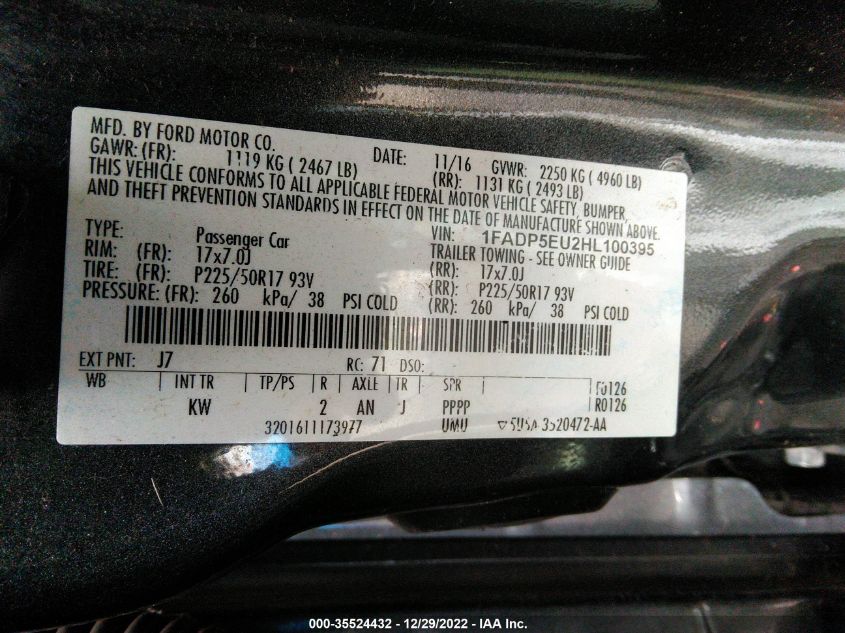 MFD. BY FORD MOTOR CO.
DATE: 11/16 GVWR: 2250 KG ( 4960 LB)
GAWR: (FR): 1119 KG ( 2467 LB) (RR): 1131 KG ( 2493 LB)
THIS VEHICLE CONFORMS TO ALL APPLICABLE FEDERAL MOTOR VEHICLE SAFETY, BUMPER,
AND THEFT PREVENTION STANDARDS IN EFFECT ON THE DATE OF MANUFACTURE SHOWN ABOVE.
VIN: 1FADP5EU2HL100395
TYPE: Passenger Car TRAILER TOWING - SEE OWNER GUIDE
RIM: (FR): 17x7.0J (RR): 17x7.0J
TIRE: (FR): P225/50R17 93V (RR): P225/50R17 93V
PRESSURE: (FR): 260 kPa/ 38 PSI COLD (RR): 260 kPa/ 38 PSI COLD
EXT PNT: J7 RC: 71 DSO:
WB INT TR TP/PS R AXLE TR SPR F0126
KW 2 AN J PPPP R0126
3201611173977 UMU 3520472-AA
000-35524432 - 12/29/2022 - IAA Inc.